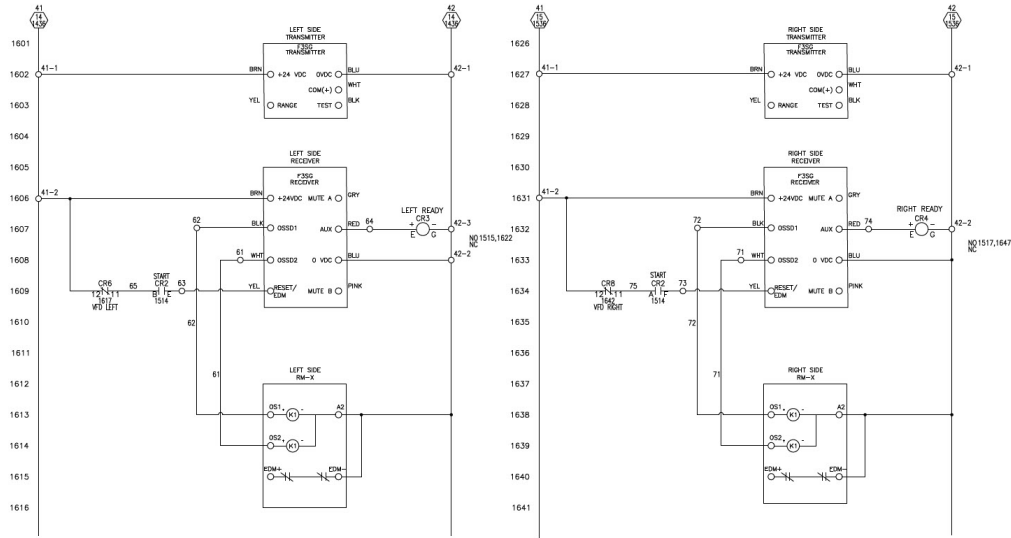 41
14
1436
42
14
1436
1601
LEFT SIDE
TRANSMITTER
F3SG
TRANSMITTER
1602
41-1
BRN
+24 VDC
0VDC
BLU
42-1
COM(+)
WHT
1603
YEL
RANGE
TEST
BLK
1604
1605
LEFT SIDE
RECEIVER
F3SG
RECEIVER
1606
41-2
BRN
+24VDC
MUTE A
GRY
1607
62
BLK
OSSD1
AUX
RED
64
LEFT READY
CR3
+
-
E
G
42-3
NO 1515,1622
NC
1608
61
WHT
OSSD2
0 VDC
BLU
42-2
1609
CR6
12
11
1617
VFD LEFT
65
START
CR2
B
E
1514
63
YEL
RESET/
EDM
MUTE B
PINK
1610
62
1611
61
1612
LEFT SIDE
RM-X
1613
OS1
+
K1
-
A2
1614
OS2
+
K1
-
1615
EDM+
EDM-
1616
41
15
1536
42
15
1536
1626
RIGHT SIDE
TRANSMITTER
F3SG
TRANSMITTER
1627
41-1
BRN
+24 VDC
0VDC
BLU
42-1
COM(+)
WHT
1628
YEL
RANGE
TEST
BLK
1629
1630
RIGHT SIDE
RECEIVER
F3SG
RECEIVER
1631
41-2
BRN
+24VDC
MUTE A
GRY
1632
72
BLK
OSSD1
AUX
RED
74
RIGHT READY
CR4
+
-
E
G
42-2
NO 1517,1647
NC
1633
71
WHT
OSSD2
0 VDC
BLU
1634
CR8
12
11
1642
VFD RIGHT
75
START
CR2
A
F
1514
73
YEL
RESET/
EDM
MUTE B
PINK
1635
72
1636
71
1637
RIGHT SIDE
RM-X
1638
OS1
+
K1
-
A2
1639
OS2
+
K1
-
1640
EDM+
EDM-
1641